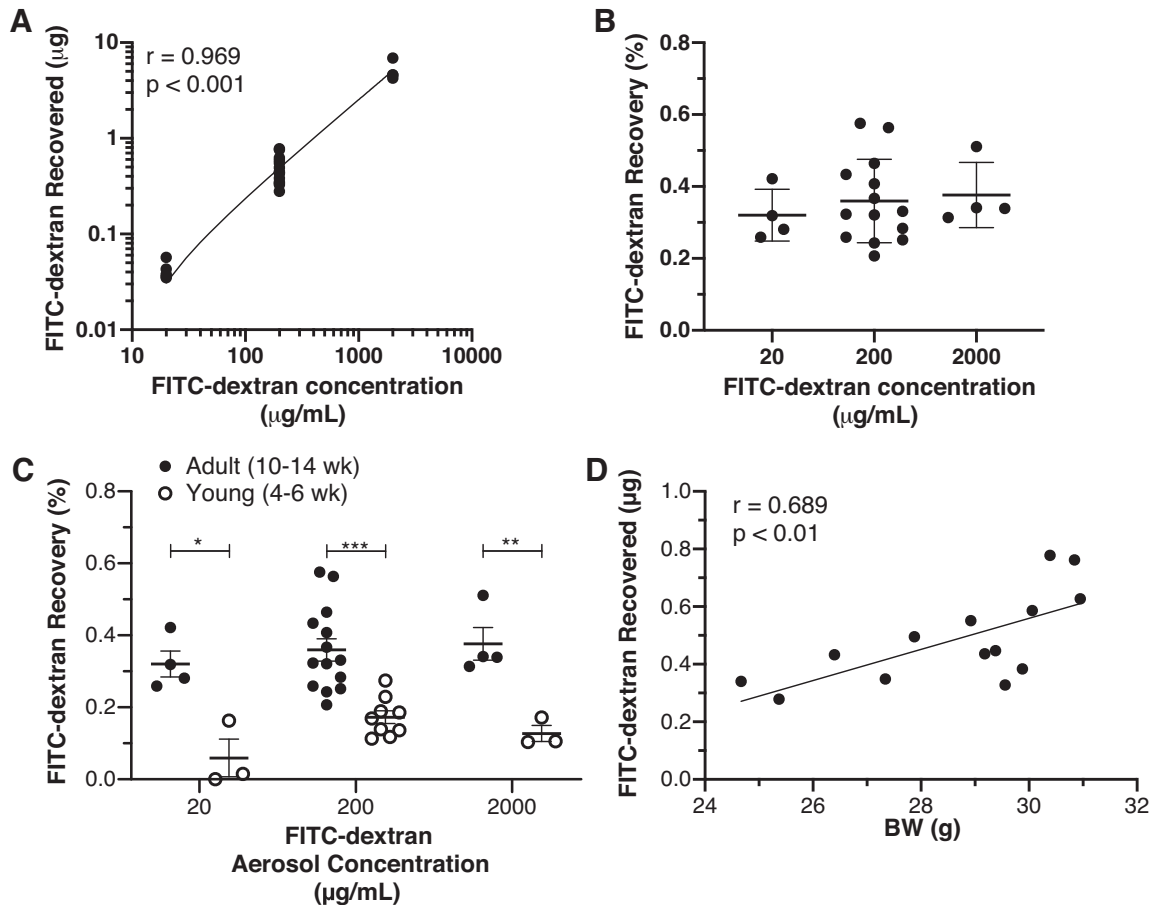 A
FITC-dextran Recovered (μg)
10
1
0.1
0.01
r = 0.969
p < 0.001
10
100
1000
10000
FITC-dextran concentration
(μg/mL)
B
FITC-dextran Recovery (%)
0.8
0.6
0.4
0.2
0.0
20
200
2000
FITC-dextran concentration
(μg/mL)
C
Adult (10-14 wk)
Young (4-6 wk)
FITC-dextran Recovery (%)
0.8
0.6
0.4
0.2
0.0
*
***
**
20
200
2000
FITC-dextran
Aerosol Concentration
(μg/mL)
D
FITC-dextran Recovered (μg)
1.0
0.8
0.6
0.4
0.2
0.0
r = 0.689
p < 0.01
24
26
28
30
32
BW (g)